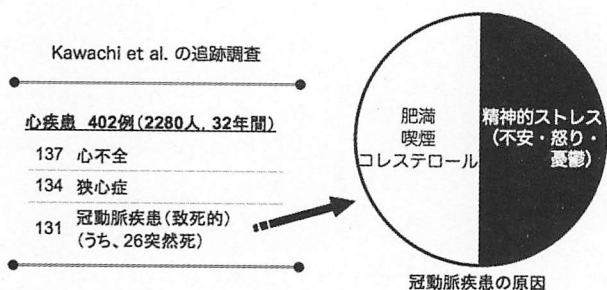 Kawachi et al. の追跡調査
心疾患 402例(2280人, 32年間)
137 心不全
134 狭心症
131 冠動脈疾患(致死的)
(うち、26突然死)
肥満
喫煙
コレステロール
精神的ストレス
(不安・怒り・
憂鬱)
冠動脈疾患の原因